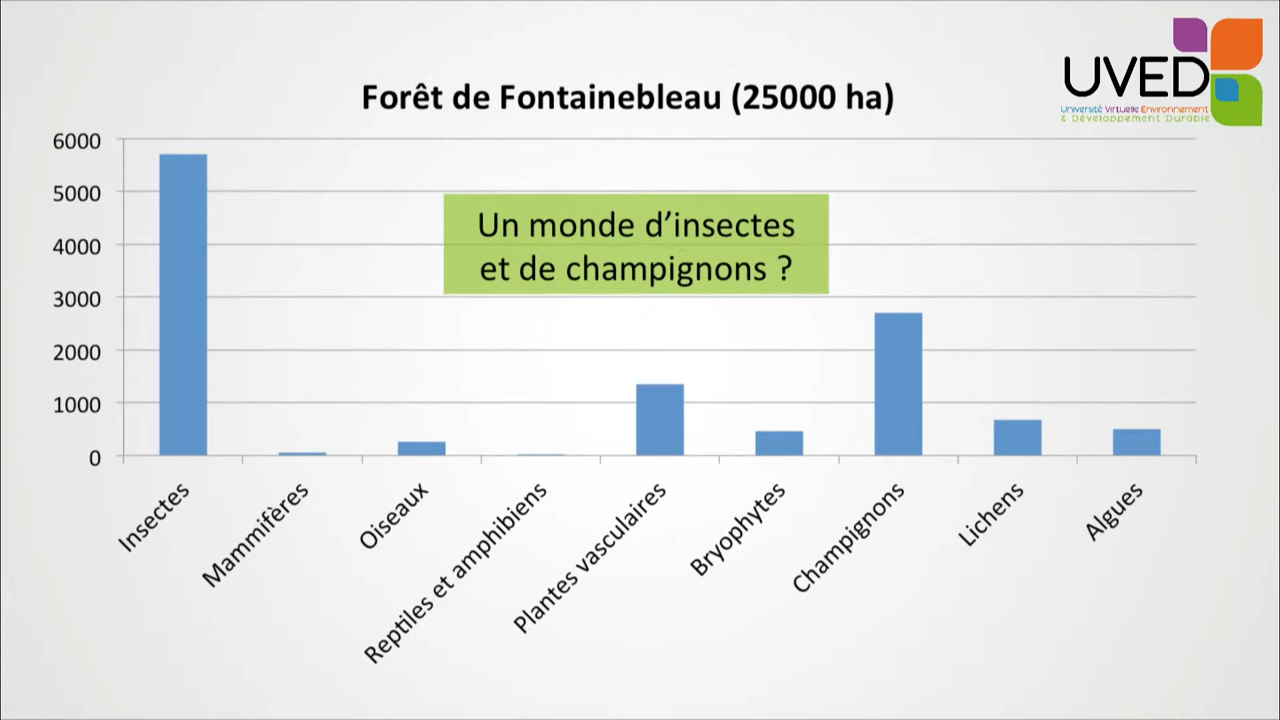 UVED
Université Virtuelle Environnement
& Développement Durable
Forêt de Fontainebleau (25000 ha)
6000
5000
4000
3000
2000
1000
0
Un monde d’insectes
et de champignons ?
Insectes
Mammifères
Oiseaux
Reptiles et amphibiens
Plantes vasculaires
Bryophytes
Champignons
Lichens
Algues